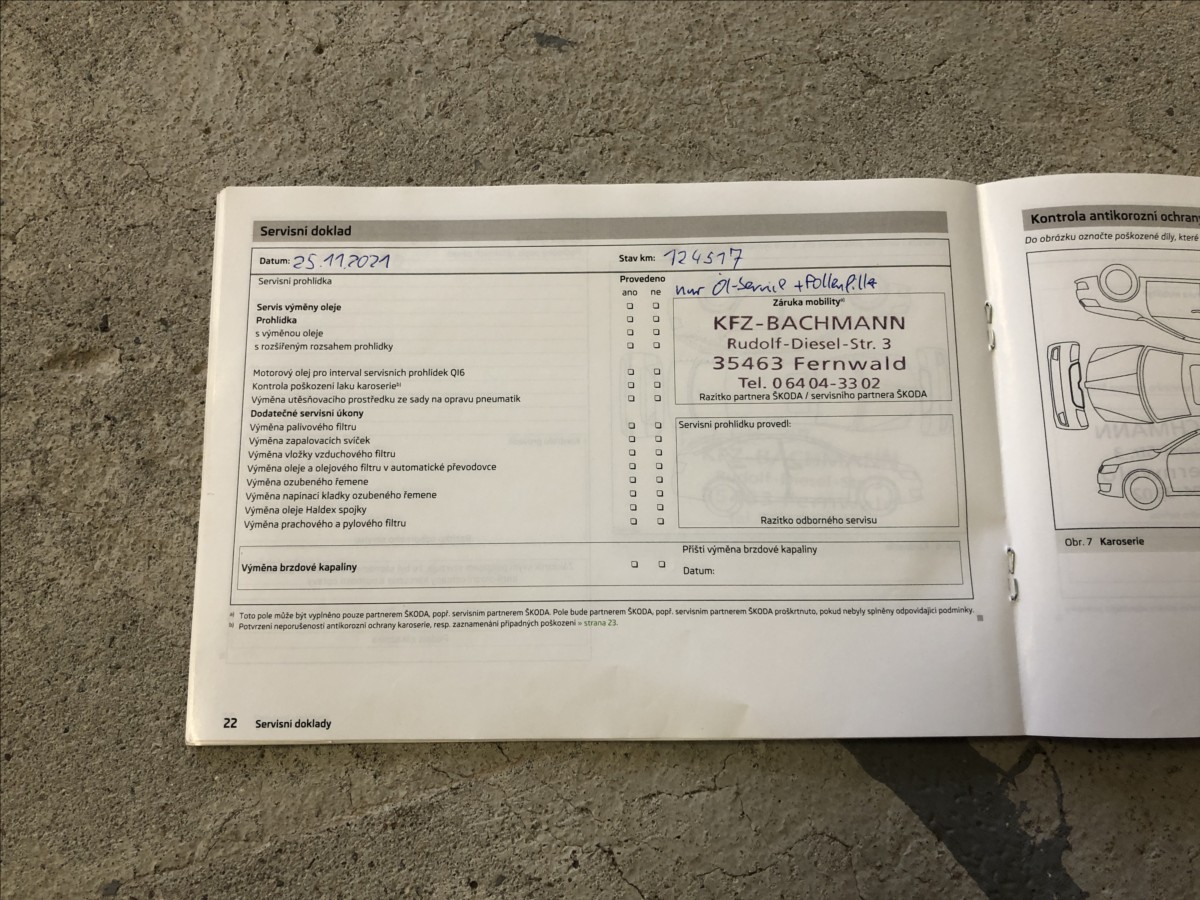 Servisní doklad
Datum: 25.11.2021
Stav km: 124517
Servisní prohlídka
Provedeno
ano ne
nur Öl-Service + Pollenfilter
Servis výměny oleje
Prohlídka
s výměnou oleje
s rozšířeným rozsahem prohlídky
Motorový olej pro interval servisních prohlídek QI6
Kontrola poškození laku karoserieb)
Výměna utěsňovacího prostředku ze sady na opravu pneumatik
Dodatečné servisní úkony
Výměna palivového filtru
Výměna zapalovacích svíček
Výměna vložky vzduchového filtru
Výměna oleje a olejového filtru v automatické převodovce
Výměna ozubeného řemene
Výměna napínací kladky ozubeného řemene
Výměna oleje Haldex spojky
Výměna prachového a pylového filtru
Záruka mobilitya)
KFZ-BACHMANN
Rudolf-Diesel-Str. 3
35463 Fernwald
Tel. 0 64 04-33 02
Razítko partnera ŠKODA / servisního partnera ŠKODA
Servisní prohlídku provedl:
Razítko odborného servisu
Výměna brzdové kapaliny
Příští výměna brzdové kapaliny
Datum:
a) Toto pole může být vyplněno pouze partnerem ŠKODA, popř. servisním partnerem ŠKODA. Pole bude partnerem ŠKODA, popř. servisním partnerem ŠKODA proškrtnuto, pokud nebyly splněny odpovídající podmínky.
b) Potvrzení neporušenosti antikorozní ochrany karoserie, resp. zaznamenání případných poškození » strana 23.
22 Servisní doklady
Kontrola antikorozní ochrany
Do obrázku označte poškozené díly, které
Obr. 7 Karoserie